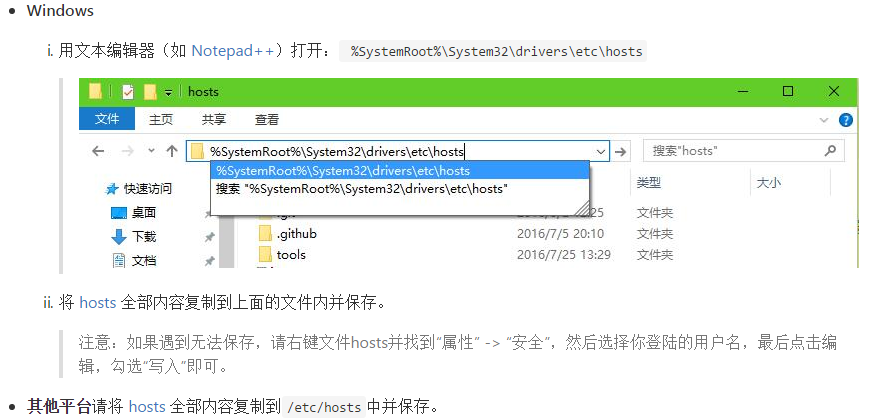 Windows
i. 用文本编辑器（如 Notepad++）打开： %SystemRoot%\System32\drivers\etc\hosts
hosts
文件 主页 共享 查看
%SystemRoot%\System32\drivers\etc\hosts 搜索"hosts"
%SystemRoot%\System32\drivers\etc\hosts
搜索 "%SystemRoot%\System32\drivers\etc\hosts"
类型 大小
快速访问
桌面 文件夹
下载 .github 2016/7/5 20:10 文件夹
文档 tools 2016/7/25 13:29 文件夹
ii. 将 hosts 全部内容复制到上面的文件内并保存。
注意：如果遇到无法保存，请右键文件hosts并找到“属性” -> “安全”，然后选择你登陆的用户名，最后点击编
辑，勾选“写入”即可。
其他平台请将 hosts 全部内容复制到 /etc/hosts 中并保存。